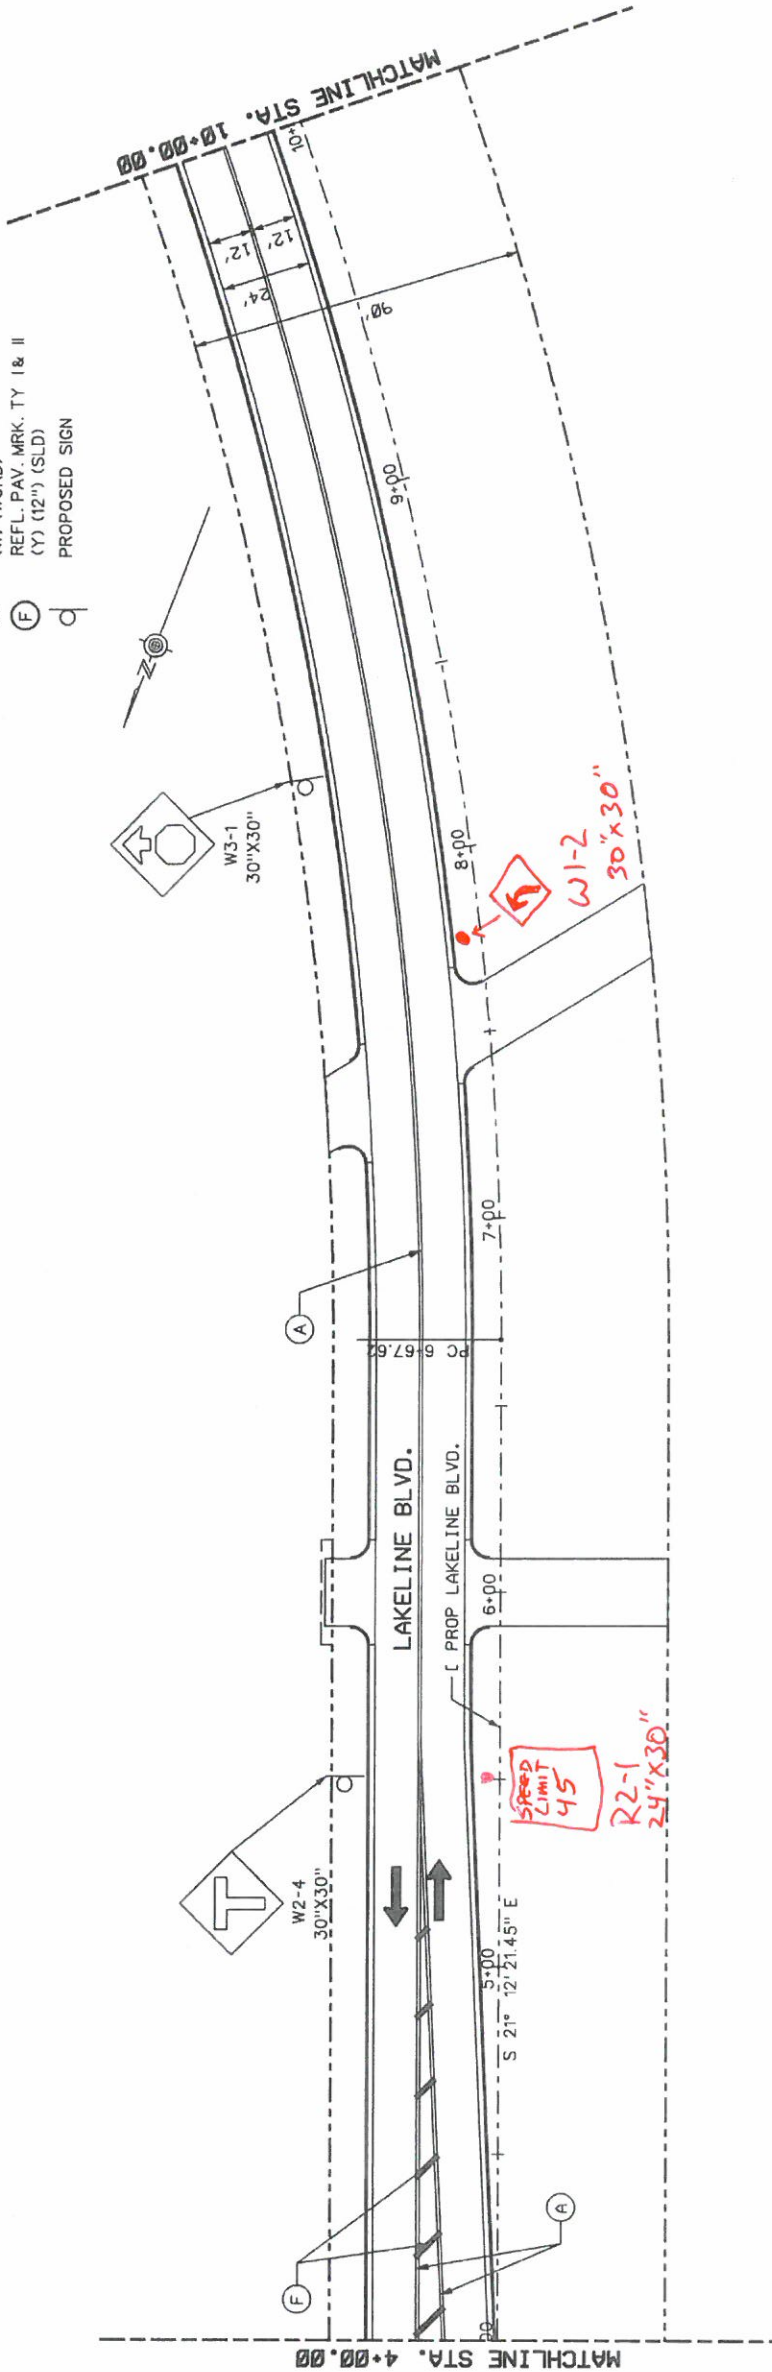 REFL. PAV. MRK. TY I & II
(Y) (12") (SLD)
F
PROPOSED SIGN
N
W3-1
30"X30"
W2-4
30"X30"
MATCHLINE STA. 10+00.00
10+
12'
12'
24'
90'
9+00
8+00
W1-2
30"X30"
7+00
A
PC 6+67.62
LAKELINE BLVD.
PROP LAKELINE BLVD.
6+00
SPEED
LIMIT
45
R2-1
24"X30"
5+00
S 21° 12' 21.45" E
F
A
00
MATCHLINE STA. 4+00.00